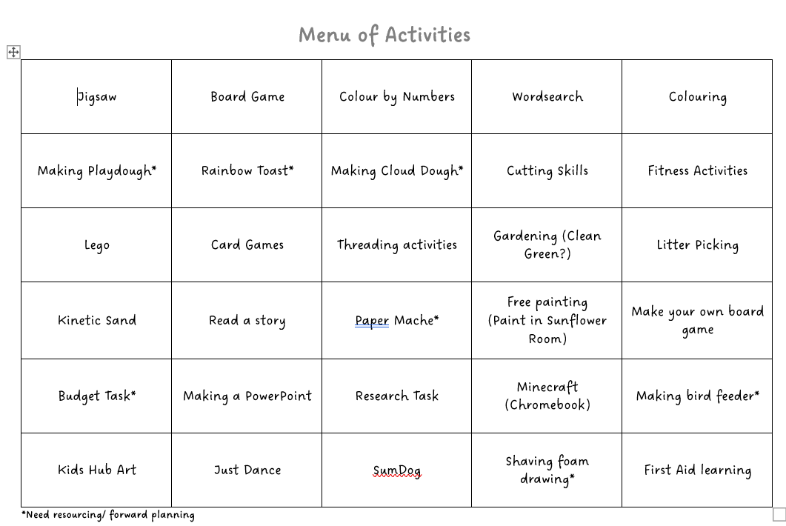 Menu of Activities
Jigsaw
Board Game
Colour by Numbers
Wordsearch
Colouring
Making Playdough*
Rainbow Toast*
Making Cloud Dough*
Cutting Skills
Fitness Activities
Lego
Card Games
Threading activities
Gardening (Clean
Green?)
Litter Picking
Kinetic Sand
Read a story
Paper Mache*
Free painting
(Paint in Sunflower
Room)
Make your own board
game
Budget Task*
Making a PowerPoint
Research Task
Minecraft
(Chromebook)
Making bird feeder*
Kids Hub Art
Just Dance
SumDog
Shaving foam
drawing*
First Aid learning
*Need resourcing/ forward planning